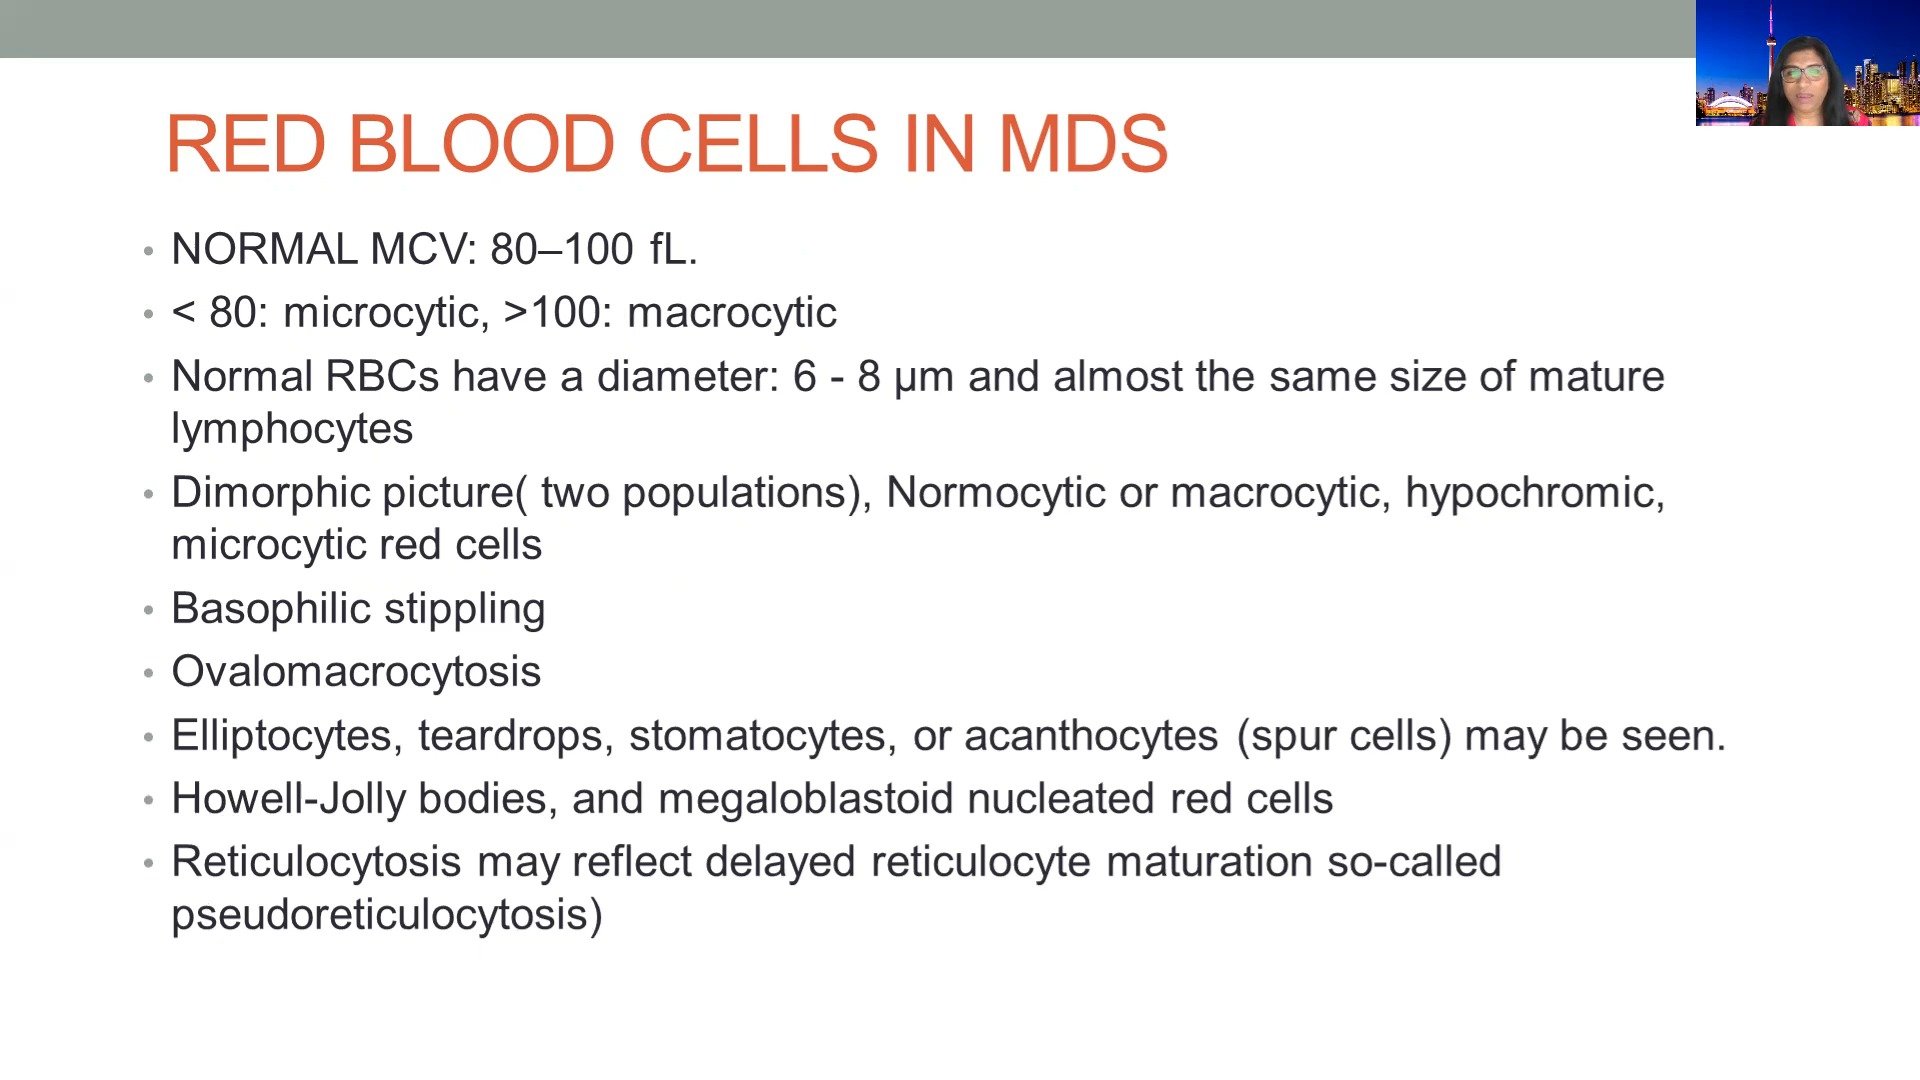 RED BLOOD CELLS IN MDS
• NORMAL MCV: 80–100 fL.
• < 80: microcytic, >100: macrocytic
• Normal RBCs have a diameter: 6 - 8 μm and almost the same size of mature
lymphocytes
• Dimorphic picture( two populations), Normocytic or macrocytic, hypochromic,
microcytic red cells
• Basophilic stippling
• Ovalomacrocytosis
• Elliptocytes, teardrops, stomatocytes, or acanthocytes (spur cells) may be seen.
• Howell-Jolly bodies, and megaloblastoid nucleated red cells
• Reticulocytosis may reflect delayed reticulocyte maturation so-called
pseudoreticulocytosis)